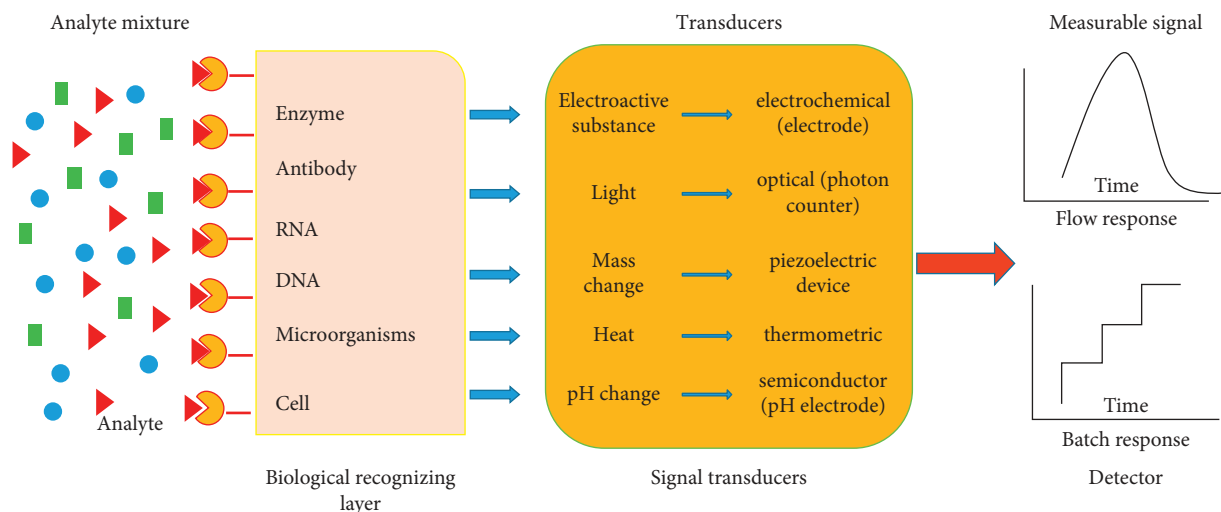 Analyte mixture
Transducers
Measurable signal
Enzyme
Antibody
RNA
DNA
Microorganisms
Cell
Analyte
Biological recognizing
layer
Electroactive
substance
electrochemical
(electrode)
Light
optical (photon
counter)
Mass
change
piezoelectric
device
Heat
thermometric
pH change
semiconductor
(pH electrode)
Signal transducers
Time
Flow response
Time
Batch response
Detector